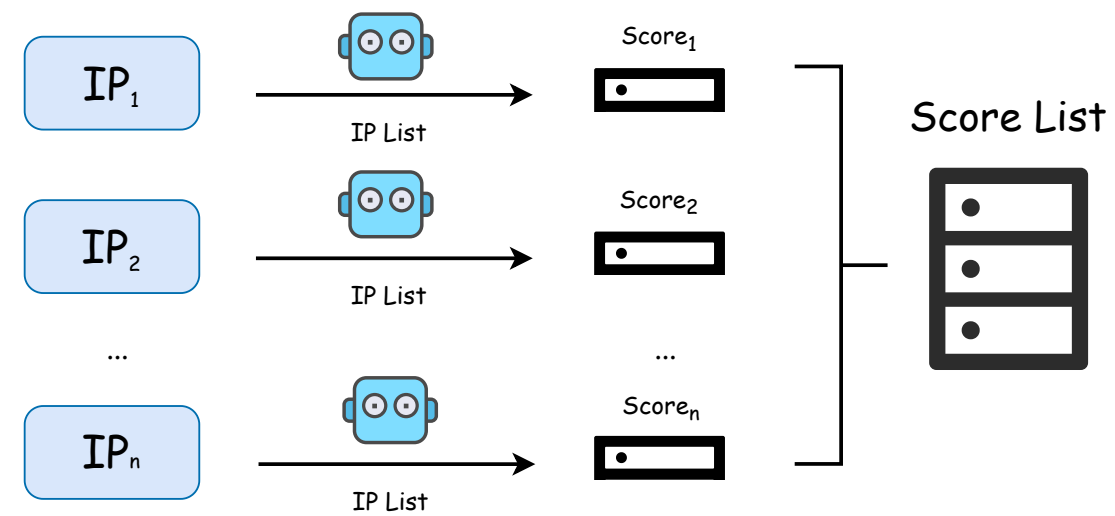 IP₁
IP List
Score₁
Score List
IP₂
IP List
Score₂
...
...
IPₙ
IP List
Scoreₙ